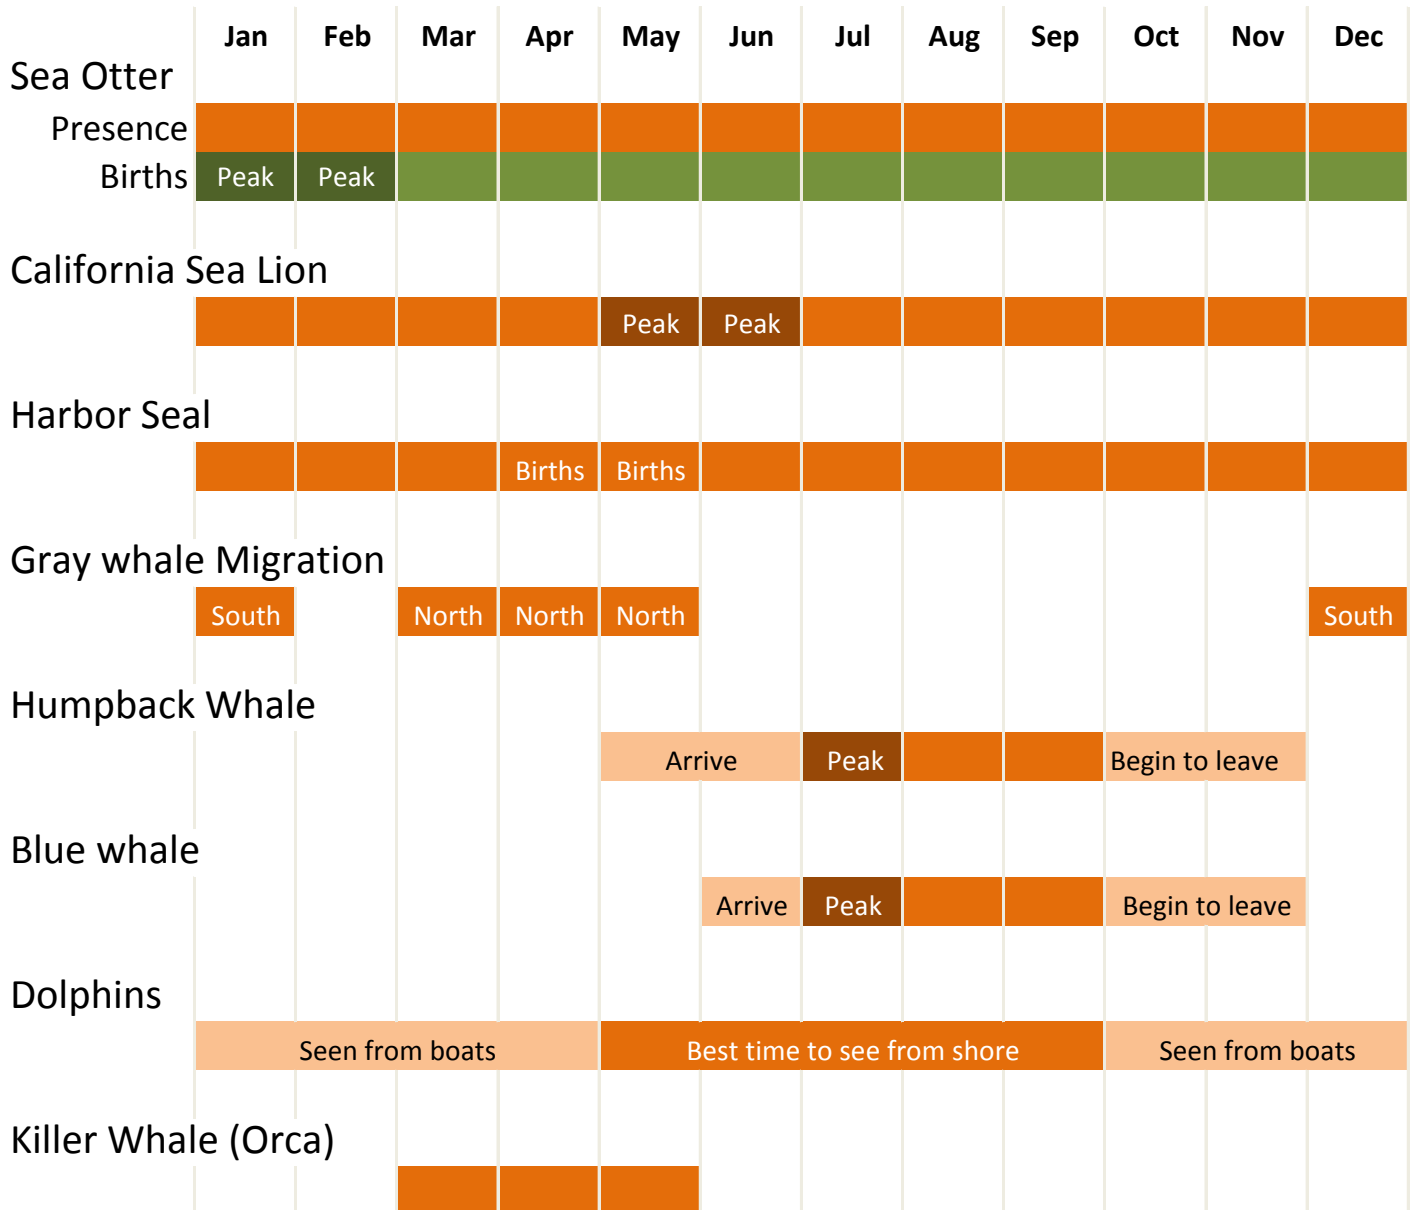 Jan Feb Mar Apr May Jun Jul Aug Sep Oct Nov Dec
Sea Otter
Presence
Births Peak Peak
California Sea Lion
Peak Peak
Harbor Seal
Births Births
Gray whale Migration
South North North North South
Humpback Whale
Arrive Peak Begin to leave
Blue whale
Arrive Peak Begin to leave
Dolphins
Seen from boats Best time to see from shore Seen from boats
Killer Whale (Orca)